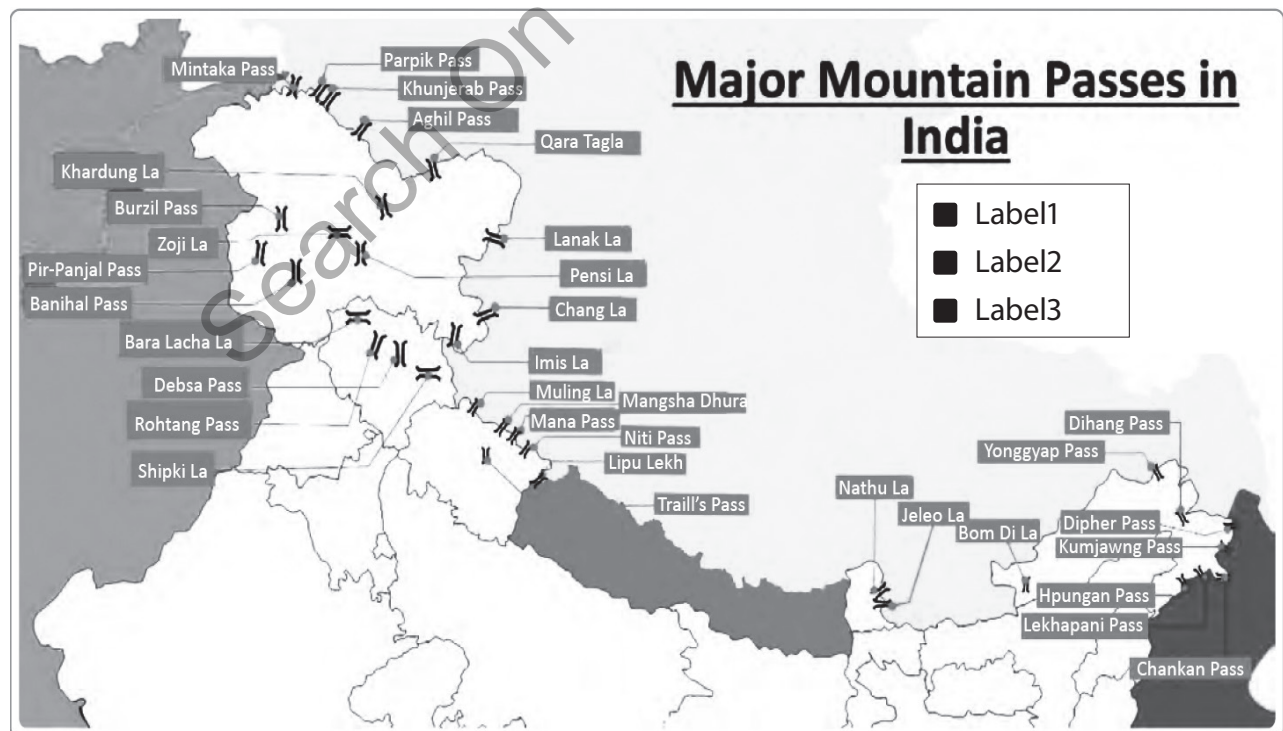 Major Mountain Passes in
India
Label1
Label2
Label3
Mintaka Pass
Parpik Pass
Khunjerab Pass
Aghil Pass
Qara Tagla
Khardung La
Burzil Pass
Zoji La
Pir-Panjal Pass
Banihal Pass
Lanak La
Pensi La
Chang La
Bara Lacha La
Imis La
Debsa Pass
Muling La
Mangsha Dhura
Rohtang Pass
Mana Pass
Niti Pass
Shipki La
Lipu Lekh
Traill's Pass
Dihang Pass
Yonggyap Pass
Nathu La
Jeleo La
Bom Di La
Dipher Pass
Kumjawng Pass
Hpungan Pass
Lekhapani Pass
Chankan Pass
Search On